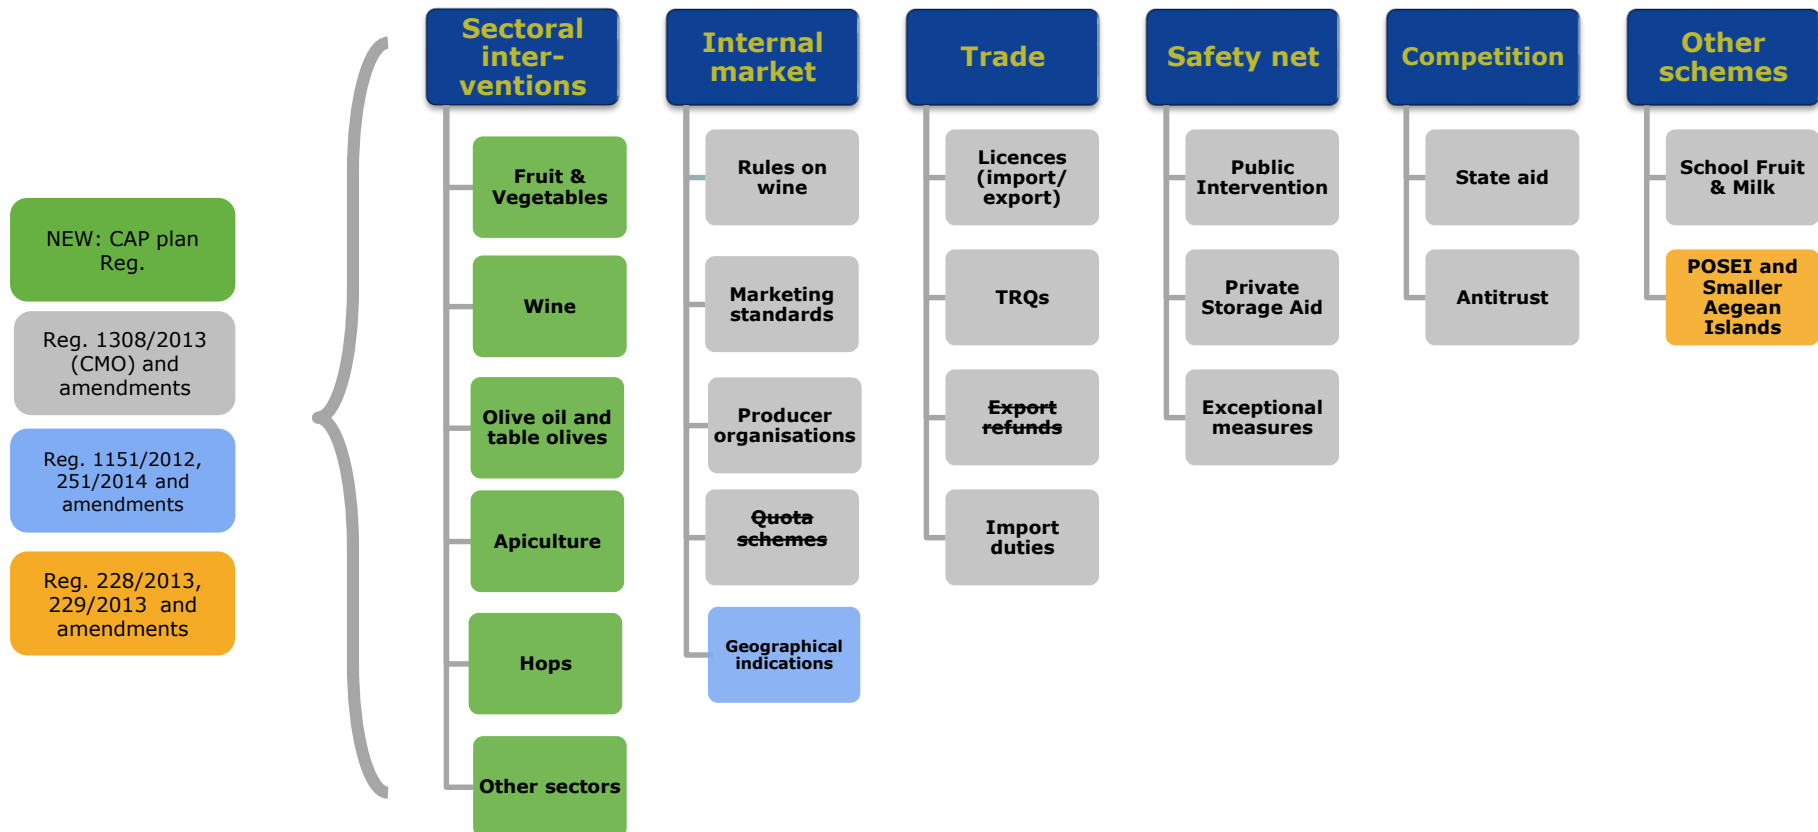 NEW: CAP plan
Reg.
Reg. 1308/2013
(CMO) and
amendments
Reg. 1151/2012,
251/2014 and
amendments
Reg. 228/2013,
229/2013 and
amendments
Sectoral
inter-
ventions
Fruit &
Vegetables
Wine
Olive oil and
table olives
Apiculture
Hops
Other sectors
Internal
market
Rules on
wine
Marketing
standards
Producer
organisations
Quota
schemes
Geographical
indications
Trade
Licences
(import/
export)
TRQs
Export
refunds
Import
duties
Safety net
Public
Intervention
Private
Storage Aid
Exceptional
measures
Competition
State aid
Antitrust
Other
schemes
School Fruit
& Milk
POSEI and
Smaller
Aegean
Islands